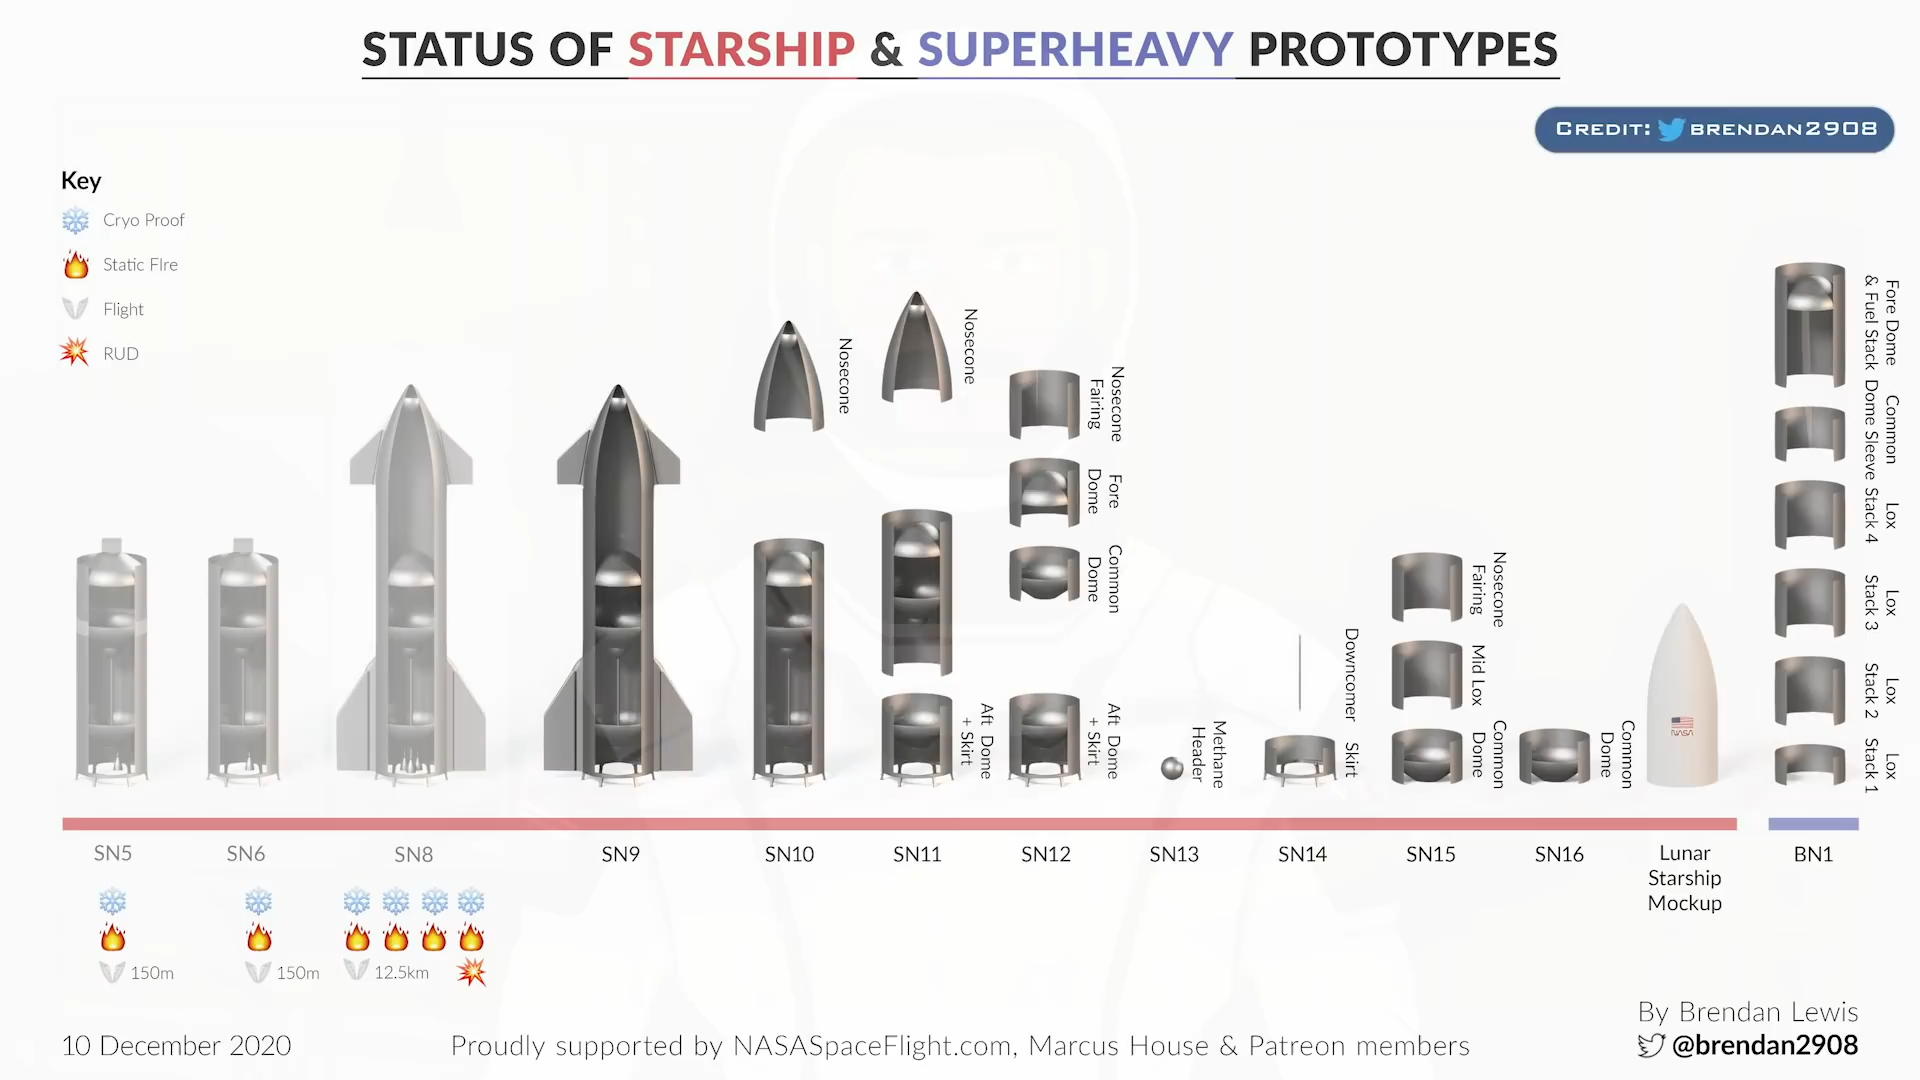 STATUS OF STARSHIP & SUPERHEAVY PROTOTYPES
CREDIT: BRENDAN2908
Key
Cryo Proof
Static FIre
Flight
RUD
Nosecone
Nosecone
Nosecone
Fairing
Fore
Dome
Common
Dome
Aft Dome
+ Skirt
Aft Dome
+ Skirt
Methane
Header
Downcomer
Skirt
Nosecone
Fairing
Mid Lox
Common
Dome
Common
Dome
NASA
Fore Dome
& Fuel Stack
Common
Dome Sleeve
Lox
Stack 4
Lox
Stack 3
Lox
Stack 2
Lox
Stack 1
SN5
SN6
SN8
SN9
SN10
SN11
SN12
SN13
SN14
SN15
SN16
Lunar
Starship
Mockup
BN1
150m
150m
12.5km
10 December 2020
Proudly supported by NASASpaceFlight.com, Marcus House & Patreon members
By Brendan Lewis
@brendan2908